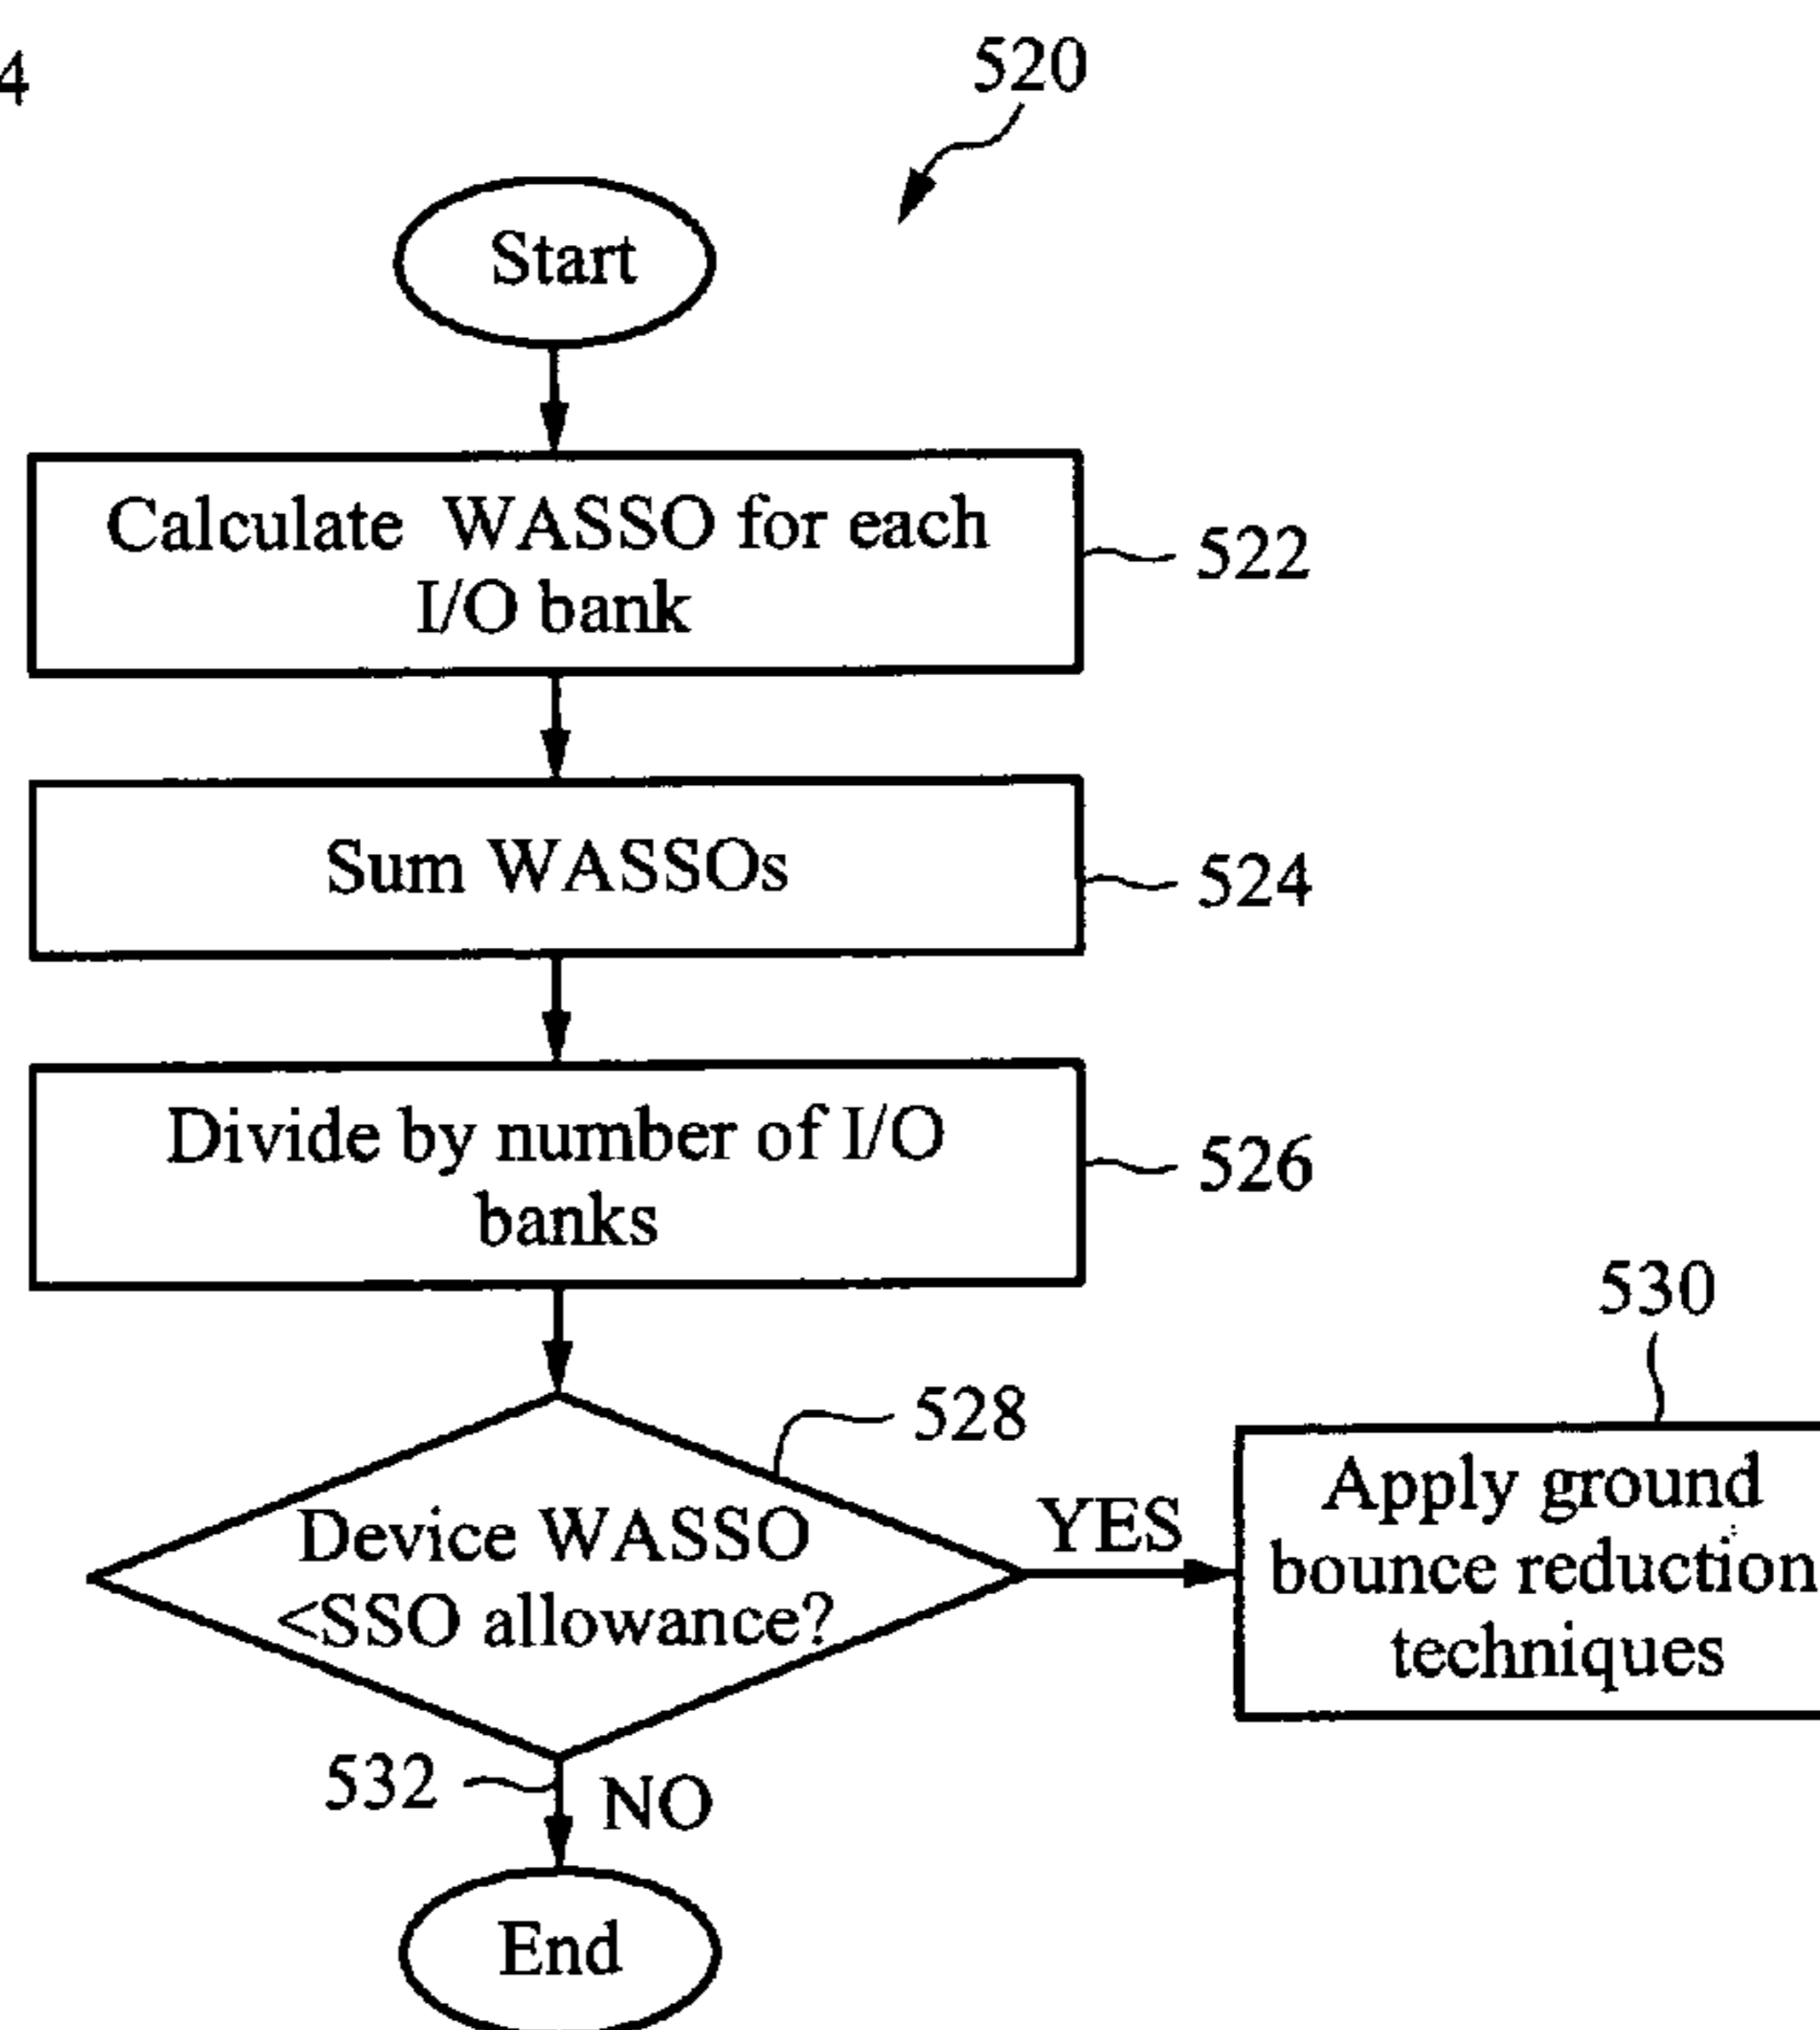 4
520
Start
Calculate WASSO for each
I/O bank
522
Sum WASSOs
524
Divide by number of I/O
banks
526
530
528
Device WASSO
<SSO allowance?
YES
Apply ground
bounce reduction
techniques
532
NO
End